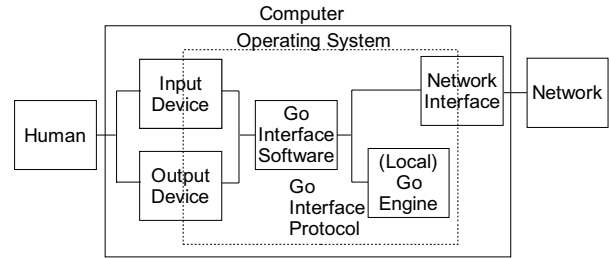 Computer
Operating System
Input
Device
Network
Interface
Network
Human
Go
Interface
Software
Output
Device
(Local)
Go
Engine
Go
Interface
Protocol